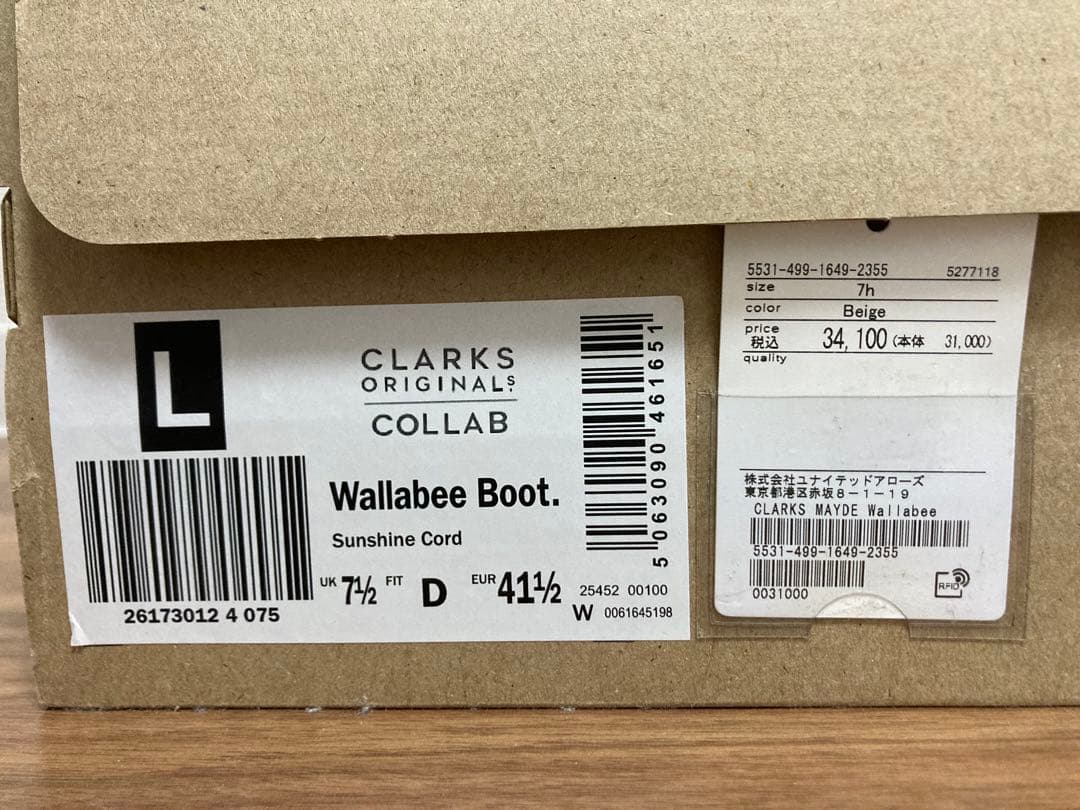 L
CLARKS
ORIGINALS.
COLLAB
Wallabee Boot.
Sunshine Cord
UK 7½ FIT D EUR 41½
26173012 4 075
5 063090 461651
25452 00100
W 0061645198
5531-499-1649-2355 5277118
size 7h
color Beige
price
税込 34,100 (本体 31,000)
quality
株式会社ユナイテッドアローズ
東京都港区赤坂8-1-19
CLARKS MAYDE Wallabee
5531-499-1649-2355
0031000
RFID